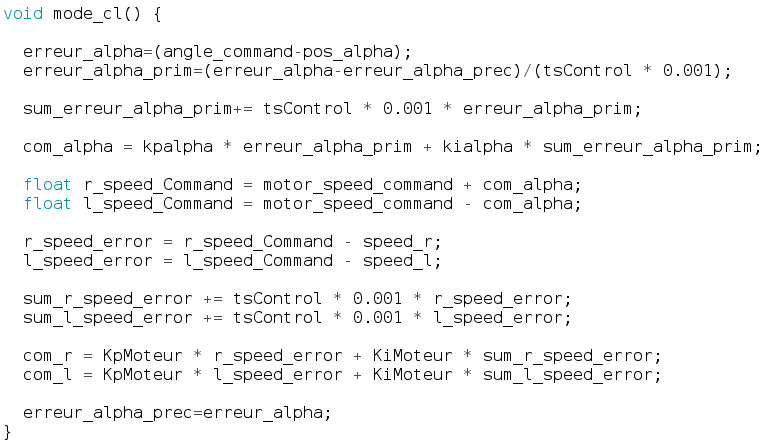 void mode_cl() {
erreur_alpha=(angle_command-pos_alpha);
erreur_alpha_prim=(erreur_alpha-erreur_alpha_prec)/(tsControl * 0.001);
sum_erreur_alpha_prim+= tsControl * 0.001 * erreur_alpha_prim;
com_alpha = kpalpha * erreur_alpha_prim + kialpha * sum_erreur_alpha_prim;
float r_speed_Command = motor_speed_command + com_alpha;
float l_speed_Command = motor_speed_command - com_alpha;
r_speed_error = r_speed_Command - speed_r;
l_speed_error = l_speed_Command - speed_l;
sum_r_speed_error += tsControl * 0.001 * r_speed_error;
sum_l_speed_error += tsControl * 0.001 * l_speed_error;
com_r = KpMoteur * r_speed_error + KiMoteur * sum_r_speed_error;
com_l = KpMoteur * l_speed_error + KiMoteur * sum_l_speed_error;
erreur_alpha_prec=erreur_alpha;
}